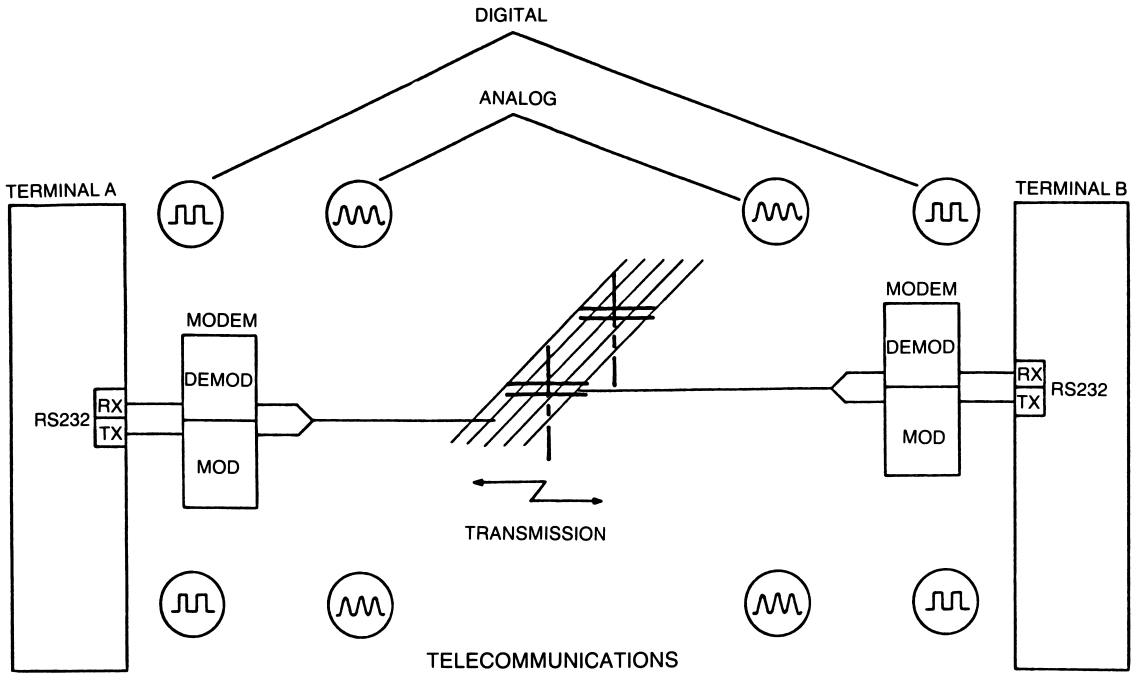 DIGITAL
ANALOG
TERMINAL A
TERMINAL B
MODEM
DEMOD
MOD
RS232
RX
TX
MODEM
DEMOD
MOD
RX
TX
RS232
TRANSMISSION
TELECOMMUNICATIONS